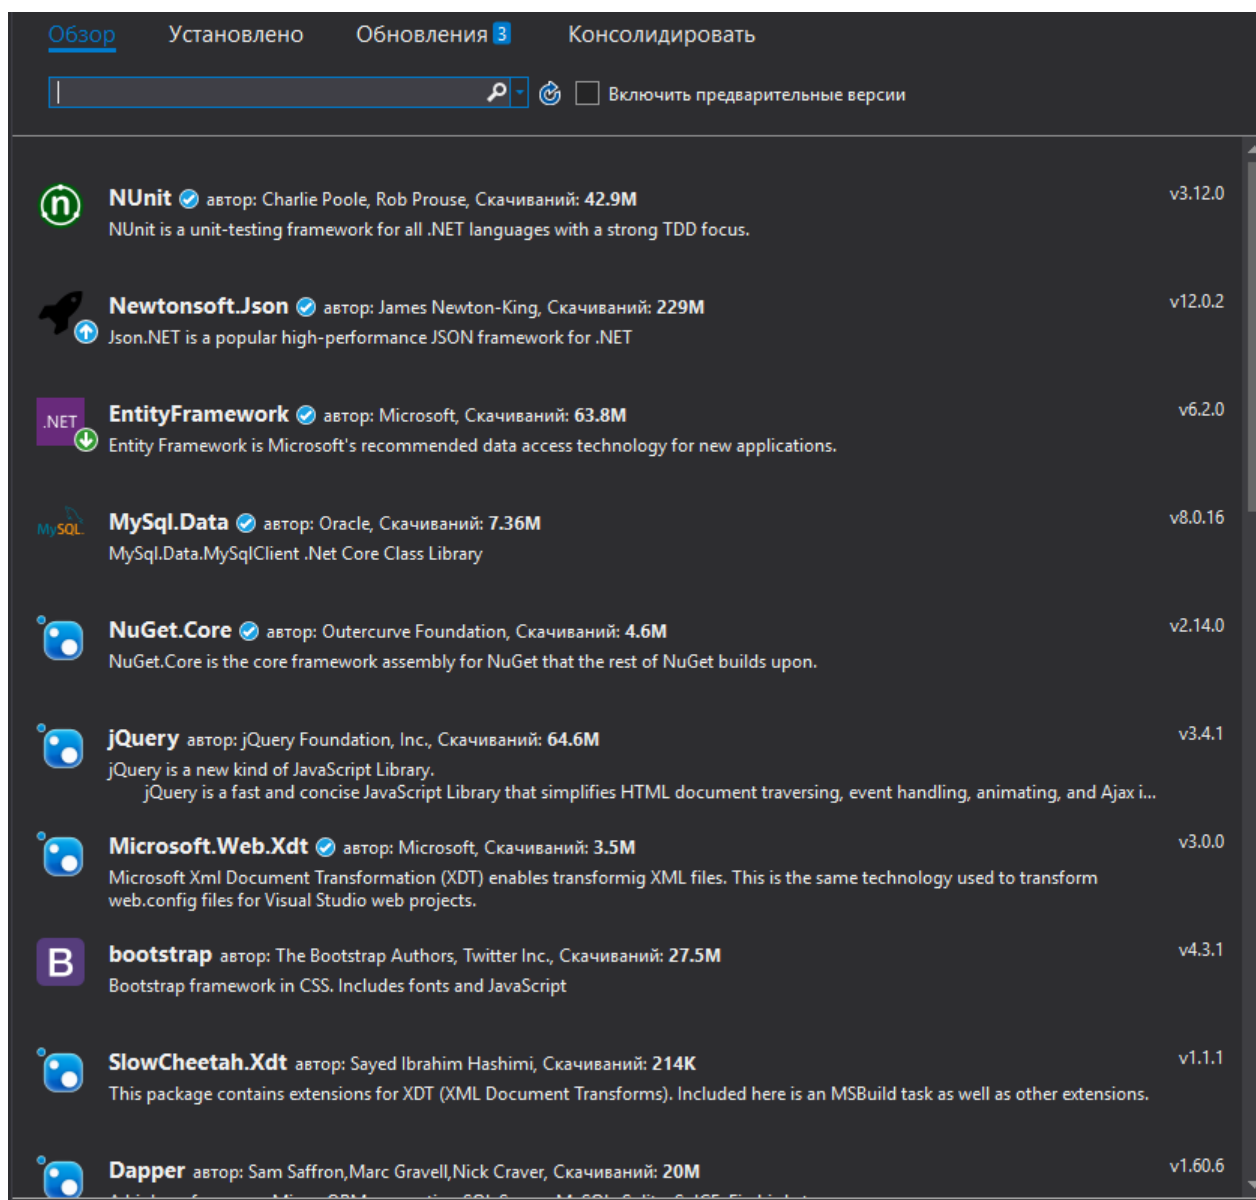 Обзор Установлено Обновления 3 Консолидировать
Включить предварительные версии
NUnit автор: Charlie Poole, Rob Prouse, Скачиваний: 42.9M v3.12.0
NUnit is a unit-testing framework for all .NET languages with a strong TDD focus.
Newtonsoft.Json автор: James Newton-King, Скачиваний: 229M v12.0.2
Json.NET is a popular high-performance JSON framework for .NET
.NET EntityFramework автор: Microsoft, Скачиваний: 63.8M v6.2.0
Entity Framework is Microsoft's recommended data access technology for new applications.
MySQL MySql.Data автор: Oracle, Скачиваний: 7.36M v8.0.16
MySql.Data.MySqlClient .Net Core Class Library
NuGet.Core автор: Outercurve Foundation, Скачиваний: 4.6M v2.14.0
NuGet.Core is the core framework assembly for NuGet that the rest of NuGet builds upon.
jQuery автор: jQuery Foundation, Inc., Скачиваний: 64.6M v3.4.1
jQuery is a new kind of JavaScript Library.
jQuery is a fast and concise JavaScript Library that simplifies HTML document traversing, event handling, animating, and Ajax i...
Microsoft.Web.Xdt автор: Microsoft, Скачиваний: 3.5M v3.0.0
Microsoft Xml Document Transformation (XDT) enables transformig XML files. This is the same technology used to transform
web.config files for Visual Studio web projects.
B bootstrap автор: The Bootstrap Authors, Twitter Inc., Скачиваний: 27.5M v4.3.1
Bootstrap framework in CSS. Includes fonts and JavaScript
SlowCheetah.Xdt автор: Sayed Ibrahim Hashimi, Скачиваний: 214K v1.1.1
This package contains extensions for XDT (XML Document Transforms). Included here is an MSBuild task as well as other extensions.
Dapper автор: Sam Saffron,Marc Gravell,Nick Craver, Скачиваний: 20M v1.60.6